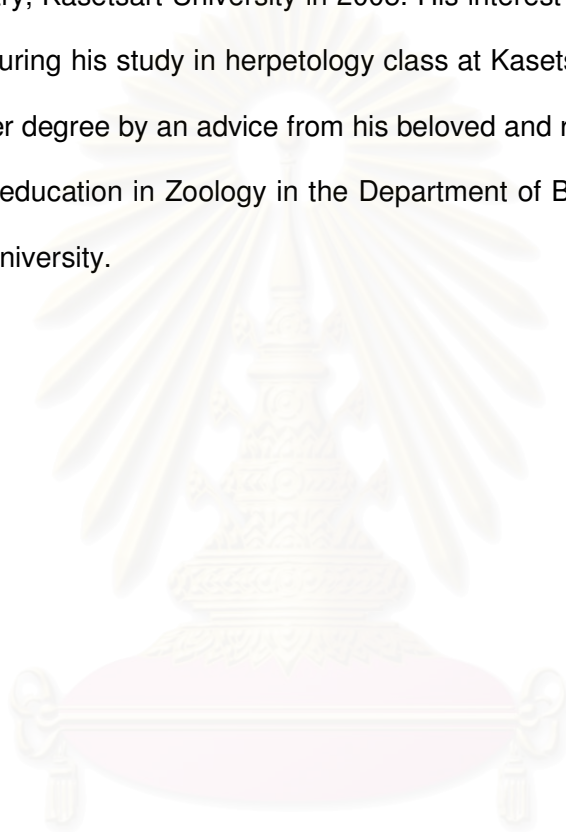 ry, Kasetsart University in His interest
uring his study in herpetology class at Kasets
er degree by an advice from his beloved and r
education in Zoology in the Department of B
niversity.